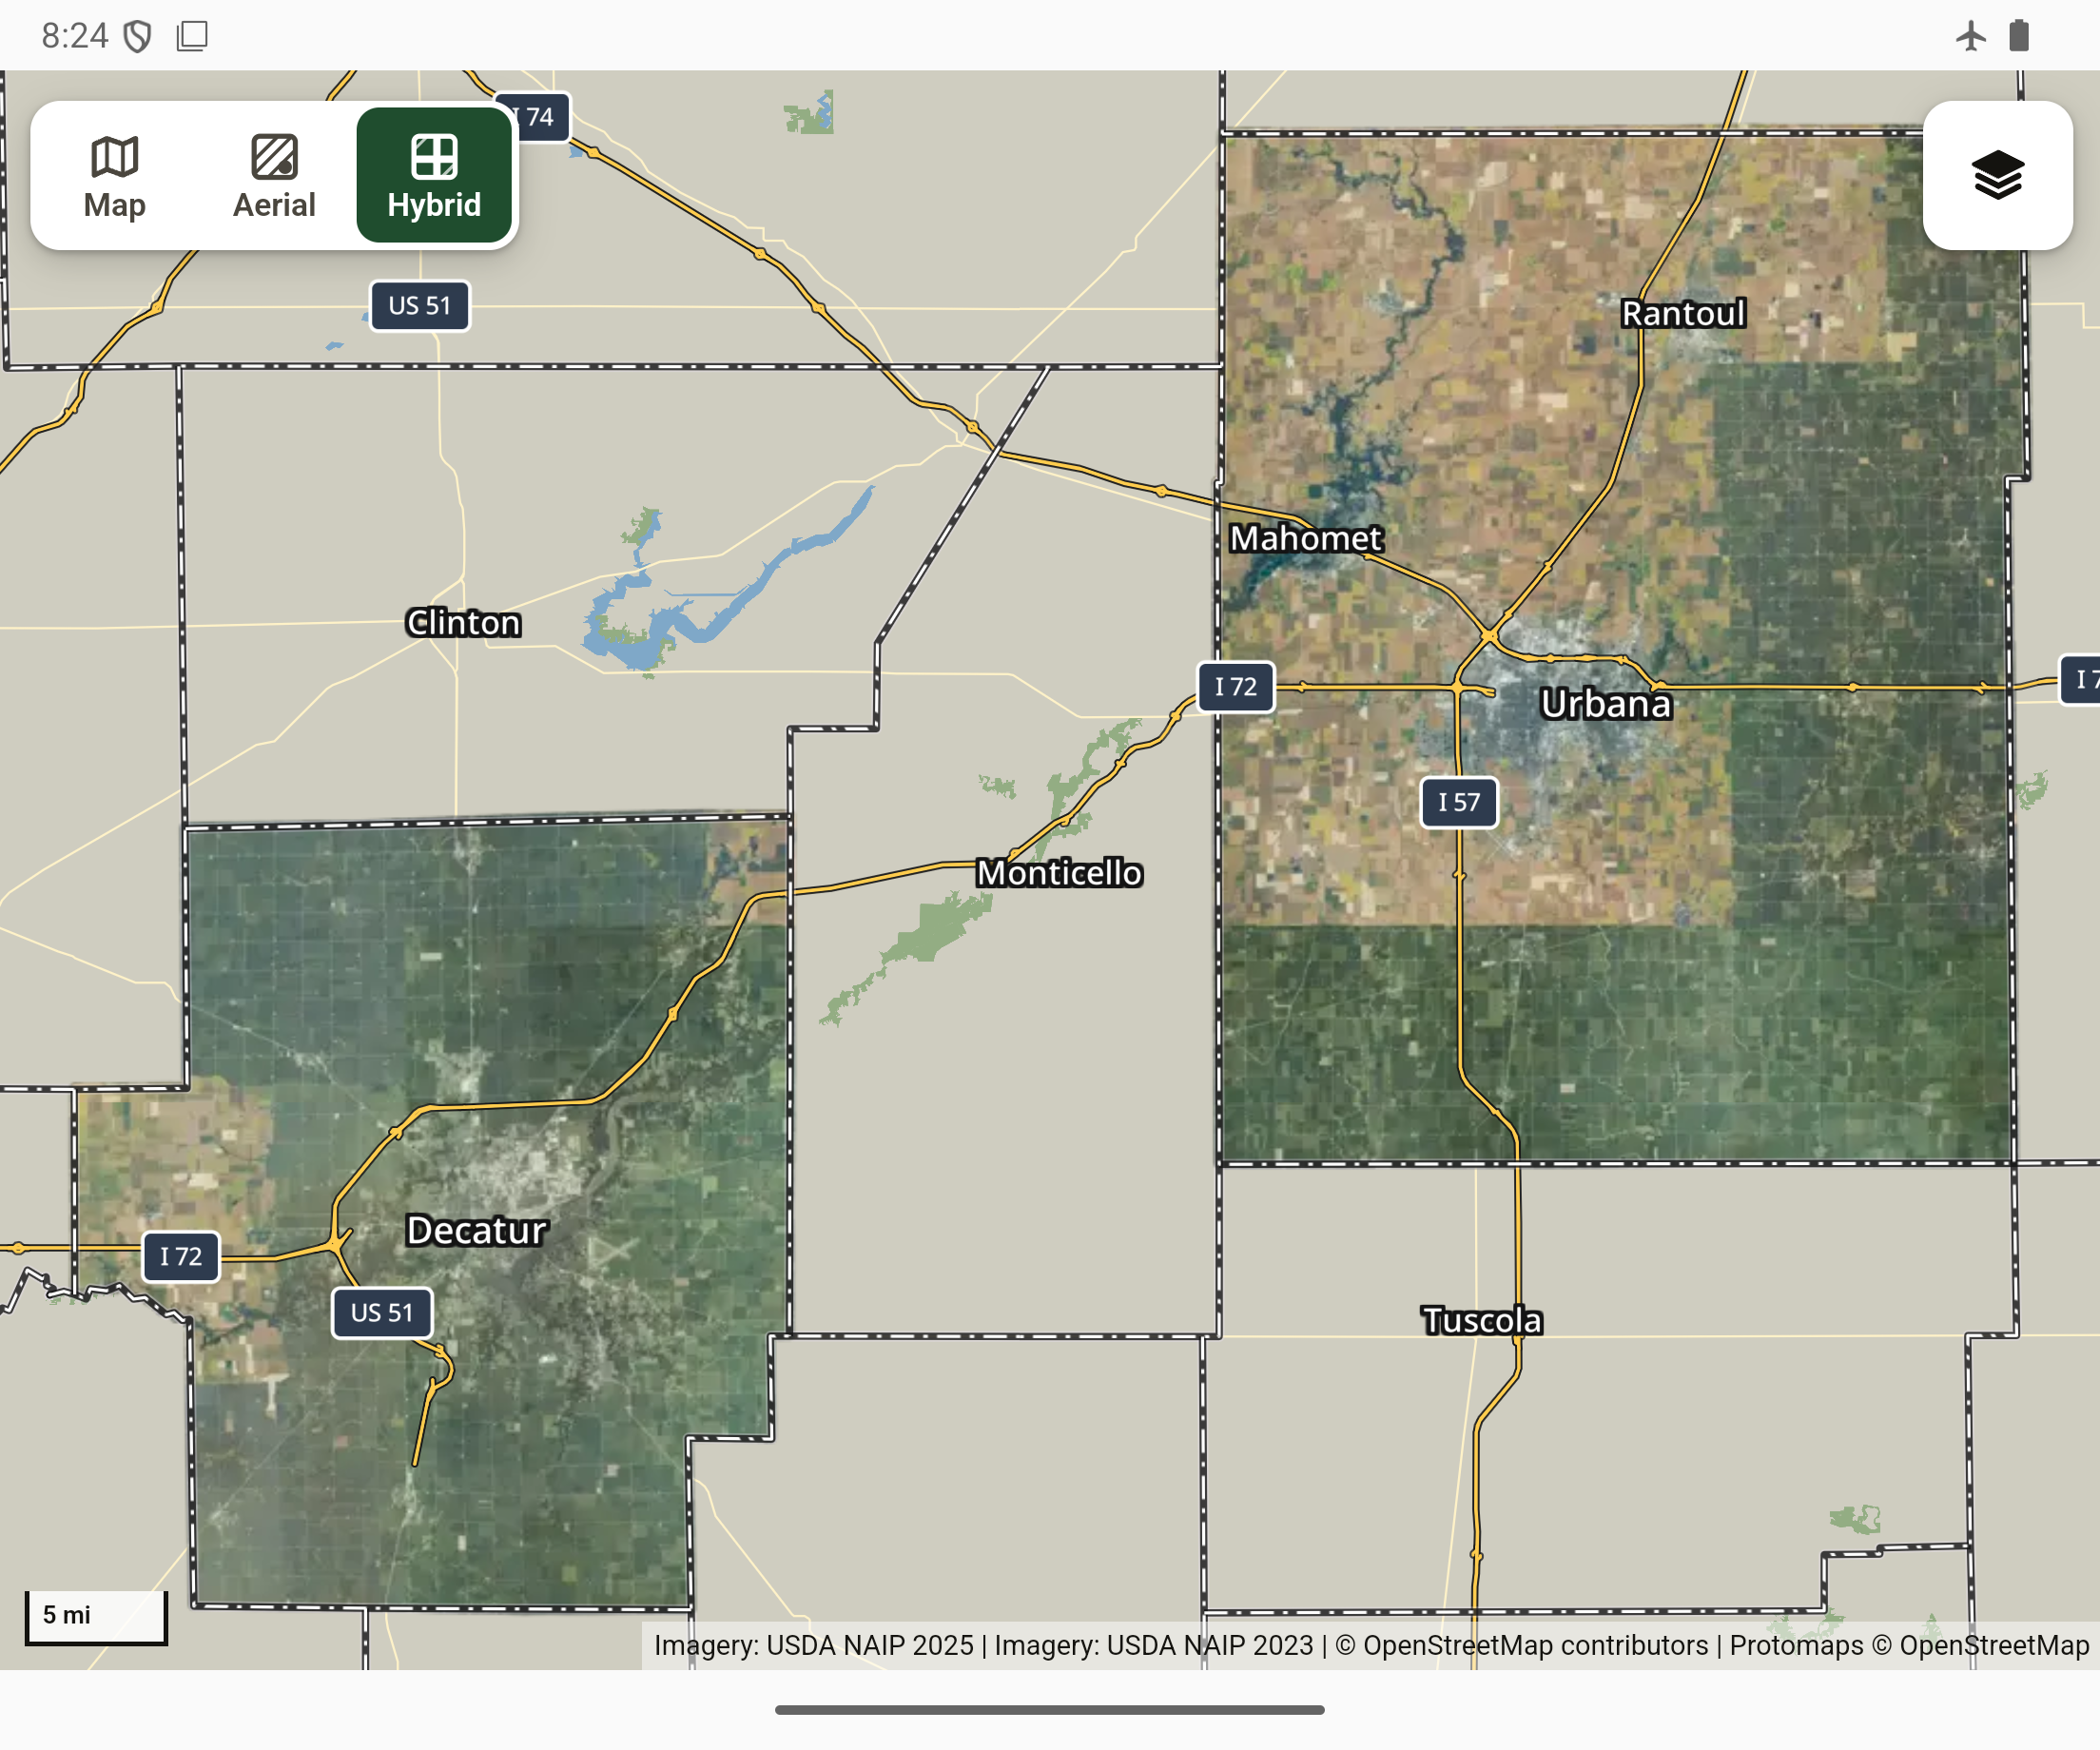 8:24
I 74
Map
Aerial
Hybrid
US 51
Rantoul
Mahomet
Clinton
I 72
Urbana
I 57
Monticello
Decatur
I 72
US 51
Tuscola
5 mi
Imagery: USDA NAIP 2025 | Imagery: USDA NAIP 2023 | © OpenStreetMap contributors | Protomaps © OpenStreetMap